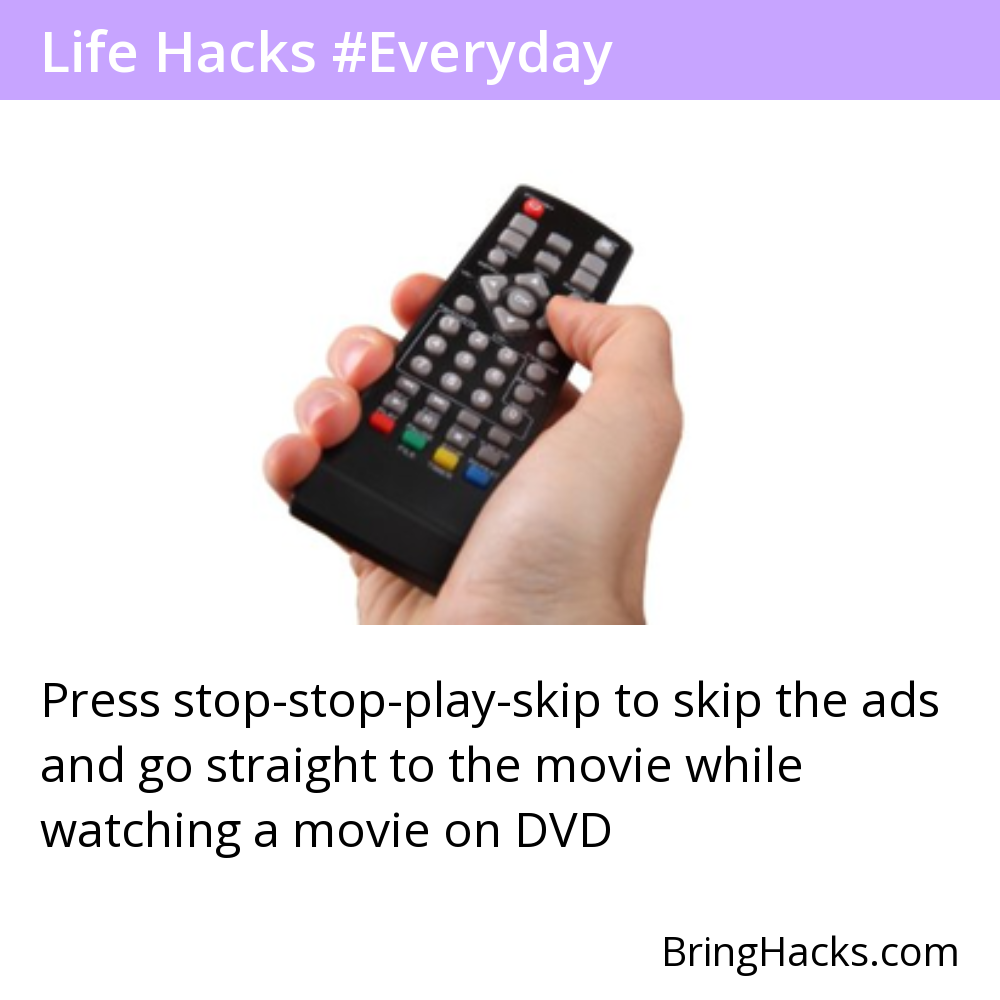 Life Hacks #Everyday
Press stop-stop-play-skip to skip the ads
and go straight to the movie while
watching a movie on DVD
BringHacks.com